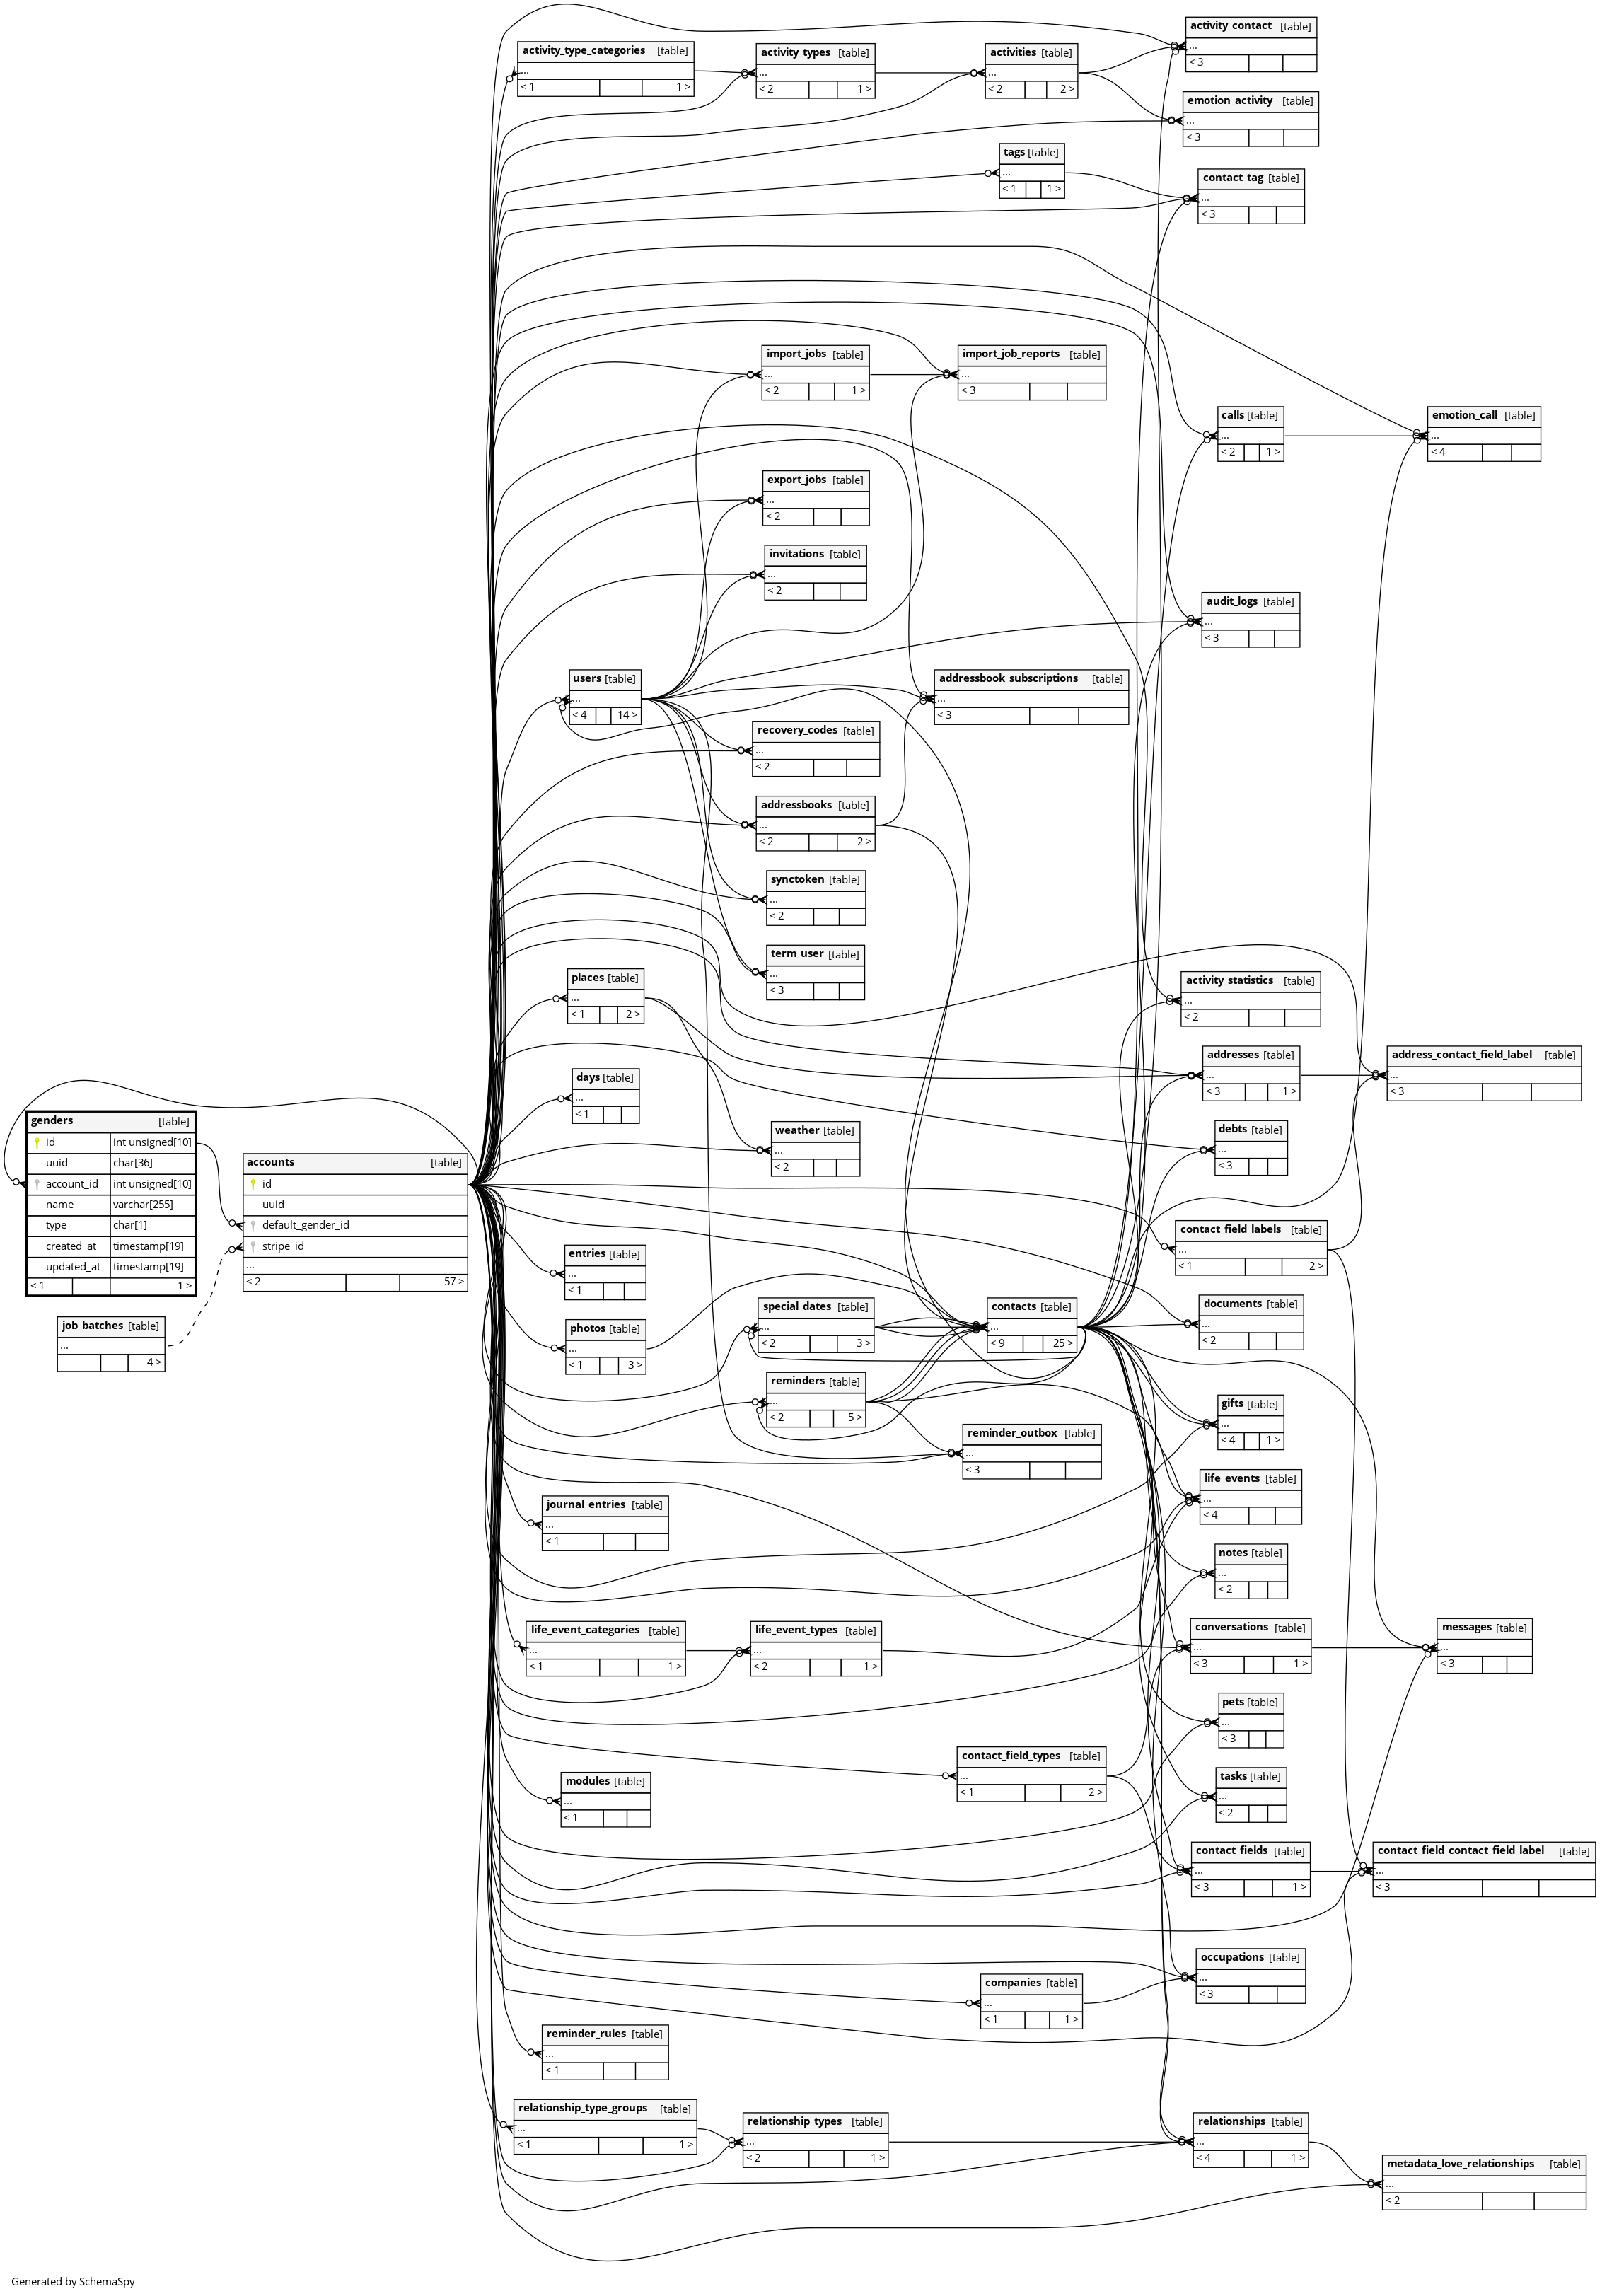 activity_contact [table]
...
< 3
activity_type_categories [table]
...
< 1 1 >
activity_types [table]
...
< 2 1 >
activities [table]
...
< 2 2 >
emotion_activity [table]
...
< 3
tags [table]
...
< 1 1 >
contact_tag [table]
...
< 3
import_jobs [table]
...
< 2 1 >
import_job_reports [table]
...
< 3
calls [table]
...
< 2 1 >
emotion_call [table]
...
< 4
export_jobs [table]
...
< 2
invitations [table]
...
< 2
audit_logs [table]
...
< 3
users [table]
...
< 4 14 >
addressbook_subscriptions [table]
...
< 3
recovery_codes [table]
...
< 2
addressbooks [table]
...
< 2 2 >
synctoken [table]
...
< 2
term_user [table]
...
< 3
places [table]
...
< 1 2 >
activity_statistics [table]
...
< 2
addresses [table]
...
< 3 1 >
address_contact_field_label [table]
...
< 3
days [table]
...
< 1
weather [table]
...
< 2
debts [table]
...
< 3
genders [table]
id int unsigned[10]
uuid char[36]
account_id int unsigned[10]
name varchar[255]
type char[1]
created_at timestamp[19]
updated_at timestamp[19]
< 1 1 >
accounts [table]
id
uuid
default_gender_id
stripe_id
...
< 2 57 >
contact_field_labels [table]
...
< 1 2 >
entries [table]
...
< 1
job_batches [table]
...
4 >
photos [table]
...
< 1 3 >
special_dates [table]
...
< 2 3 >
contacts [table]
...
< 9 25 >
documents [table]
...
< 2
reminders [table]
...
< 2 5 >
gifts [table]
...
< 4 1 >
reminder_outbox [table]
...
< 3
life_events [table]
...
< 4
journal_entries [table]
...
< 1
notes [table]
...
< 2
life_event_categories [table]
...
< 1 1 >
life_event_types [table]
...
< 2 1 >
conversations [table]
...
< 3 1 >
messages [table]
...
< 3
pets [table]
...
< 3
contact_field_types [table]
...
< 1 2 >
modules [table]
...
< 1
tasks [table]
...
< 2
contact_fields [table]
...
< 3 1 >
contact_field_contact_field_label [table]
...
< 3
occupations [table]
...
< 3
companies [table]
...
< 1 1 >
reminder_rules [table]
...
< 1
relationship_type_groups [table]
...
< 1 1 >
relationship_types [table]
...
< 2 1 >
relationships [table]
...
< 4 1 >
metadata_love_relationships [table]
...
< 2
Generated by SchemaSpy